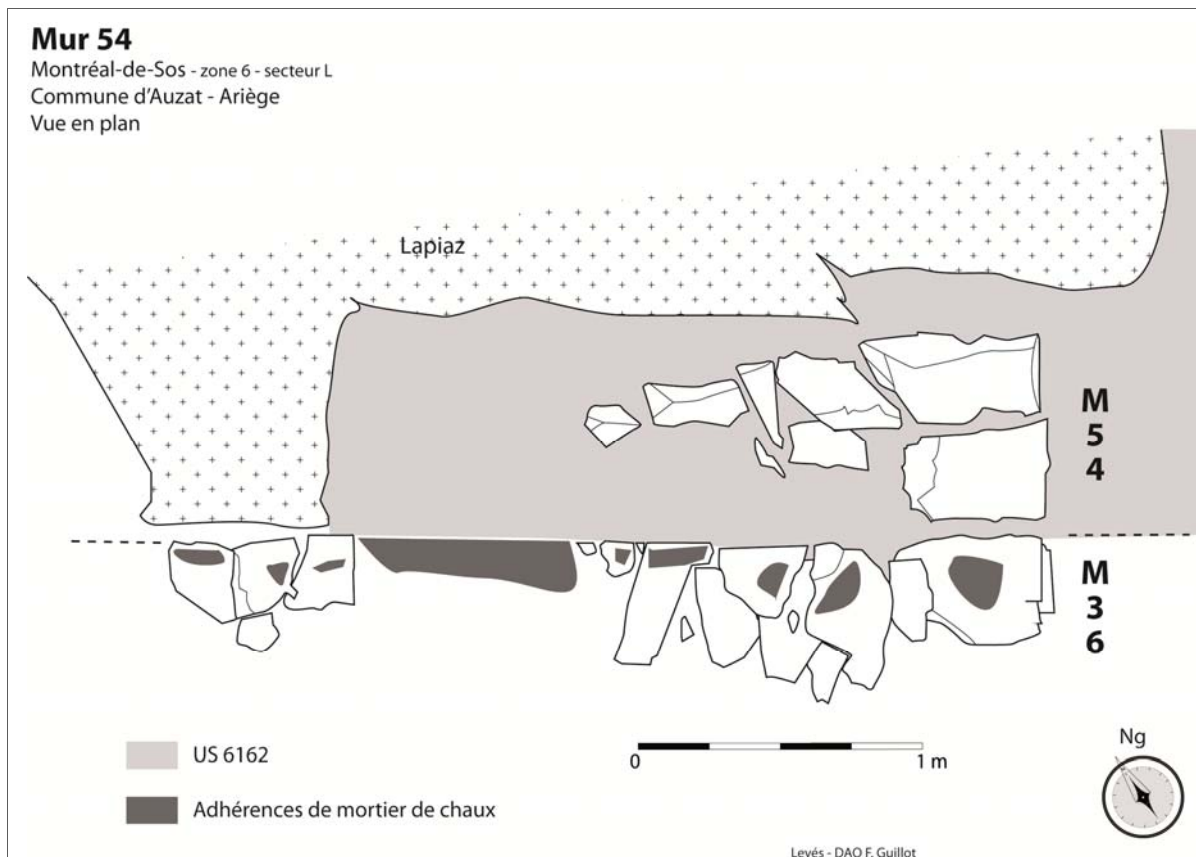 Mur 54
Montréal-de-Sos - zone 6 - secteur L
Commune d'Auzat - Ariège
Vue en plan
Lapiaz
M
5
4
M
3
6
US 6162
Adhérences de mortier de chaux
0 1 m
Ng
Levés - DAO F. Guillot